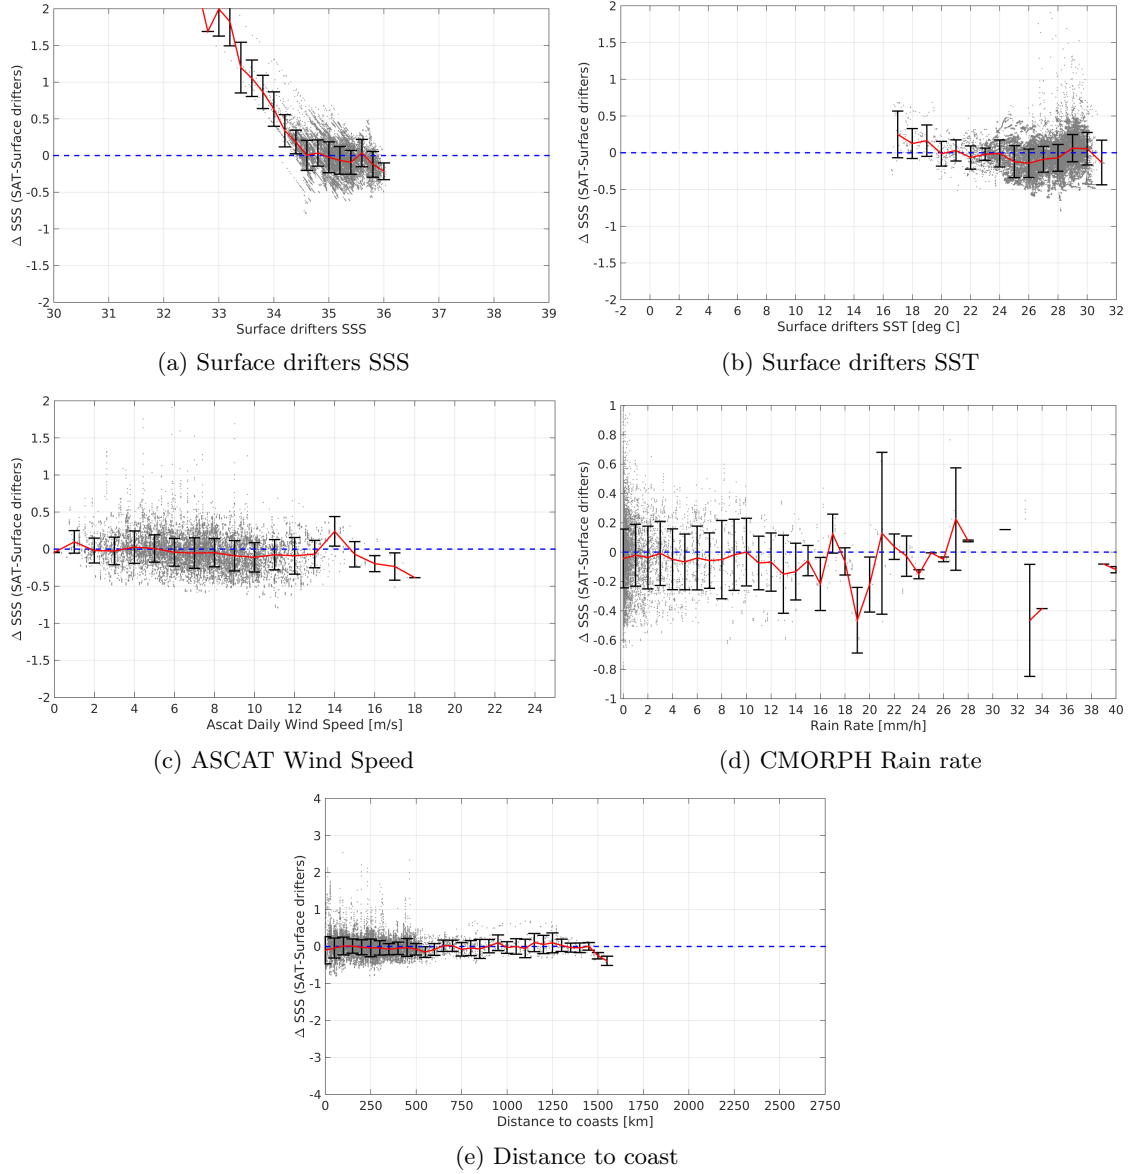 2
1.5
1
0.5
0
-0.5
-1
-1.5
-2
Δ SSS (SAT-Surface drifters)
30 31 32 33 34 35 36 37 38 39
Surface drifters SSS
(a) Surface drifters SSS
2
1.5
1
0.5
0
-0.5
-1
-1.5
-2
Δ SSS (SAT-Surface drifters)
-2 0 2 4 6 8 10 12 14 16 18 20 22 24 26 28 30 32
Surface drifters SST [deg C]
(b) Surface drifters SST
2
1.5
1
0.5
0
-0.5
-1
-1.5
-2
Δ SSS (SAT-Surface drifters)
0 2 4 6 8 10 12 14 16 18 20 22 24
Ascat Daily Wind Speed [m/s]
(c) ASCAT Wind Speed
1
0.8
0.6
0.4
0.2
0
-0.2
-0.4
-0.6
-0.8
-1
Δ SSS (SAT-Surface drifters)
0 2 4 6 8 10 12 14 16 18 20 22 24 26 28 30 32 34 36 38 40
Rain Rate [mm/h]
(d) CMORPH Rain rate
4
3
2
1
0
-1
-2
-3
-4
Δ SSS (SAT-Surface drifters)
0 250 500 750 1000 1250 1500 1750 2000 2250 2500 2750
Distance to coasts [km]
(e) Distance to coast